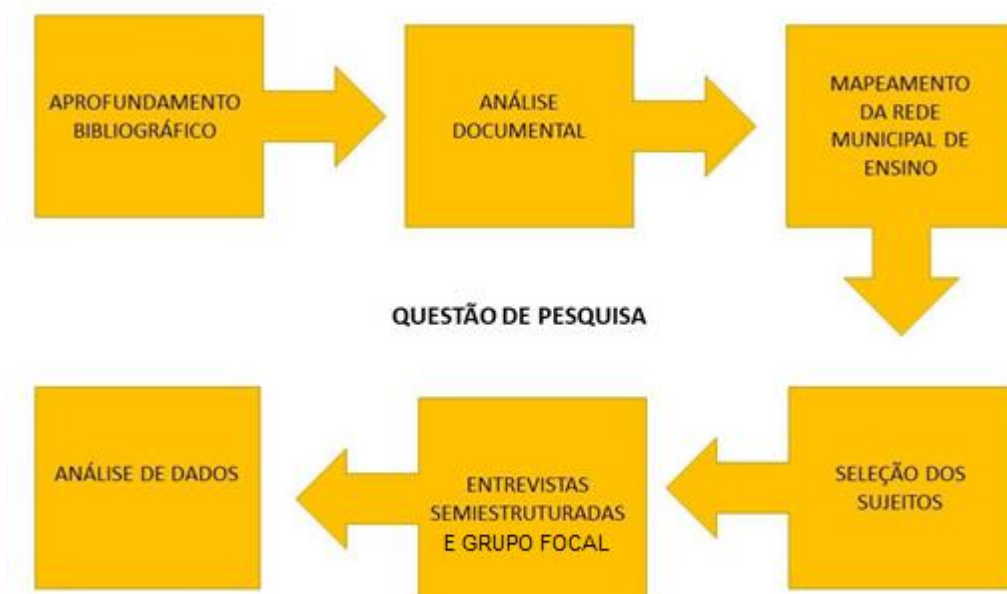 APROFUNDAMENTO
BIBLIOGRÁFICO
ANÁLISE
DOCUMENTAL
MAPEAMENTO
DA REDE
MUNICIPAL DE
ENSINO
QUESTÃO DE PESQUISA
ANÁLISE DE DADOS
ENTREVISTAS
SEMIESTRUTURADAS
E GRUPO FOCAL
SELEÇÃO DOS
SUJEITOS